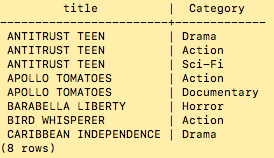 title | Category
-----------------------+-------------
ANTITRUST TEEN | Drama
ANTITRUST TEEN | Action
ANTITRUST TEEN | Sci-Fi
APOLLO TOMATOES | Action
APOLLO TOMATOES | Documentary
BARABELLA LIBERTY | Horror
BIRD WHISPERER | Action
CARIBBEAN INDEPENDENCE | Drama
(8 rows)